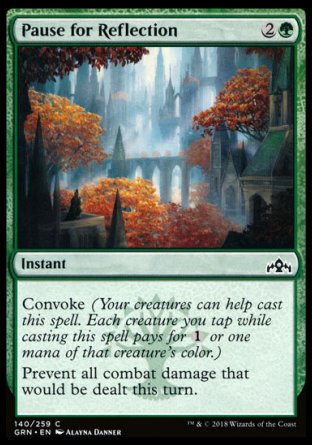 Pause for Reflection 2
Instant
Convoke (Your creatures can help cast
this spell. Each creature you tap while
casting this spell pays for 1 or one
mana of that creature's color.)
Prevent all combat damage that
would be dealt this turn.
140/259 C
GRN • EN Alayna Danner
™ & © 2018 Wizards of the Coast